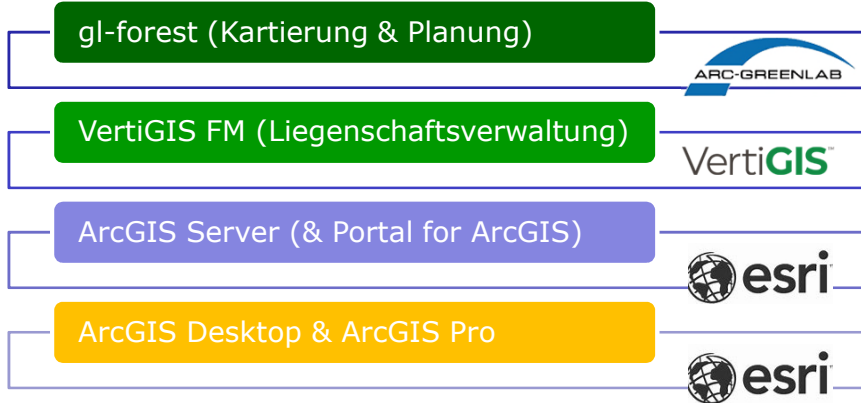 gl-forest (Kartierung & Planung)
ARC-GREENLAB
VertiGIS FM (Liegenschaftsverwaltung)
VertiGIS™
ArcGIS Server (& Portal for ArcGIS)
esri
ArcGIS Desktop & ArcGIS Pro
esri